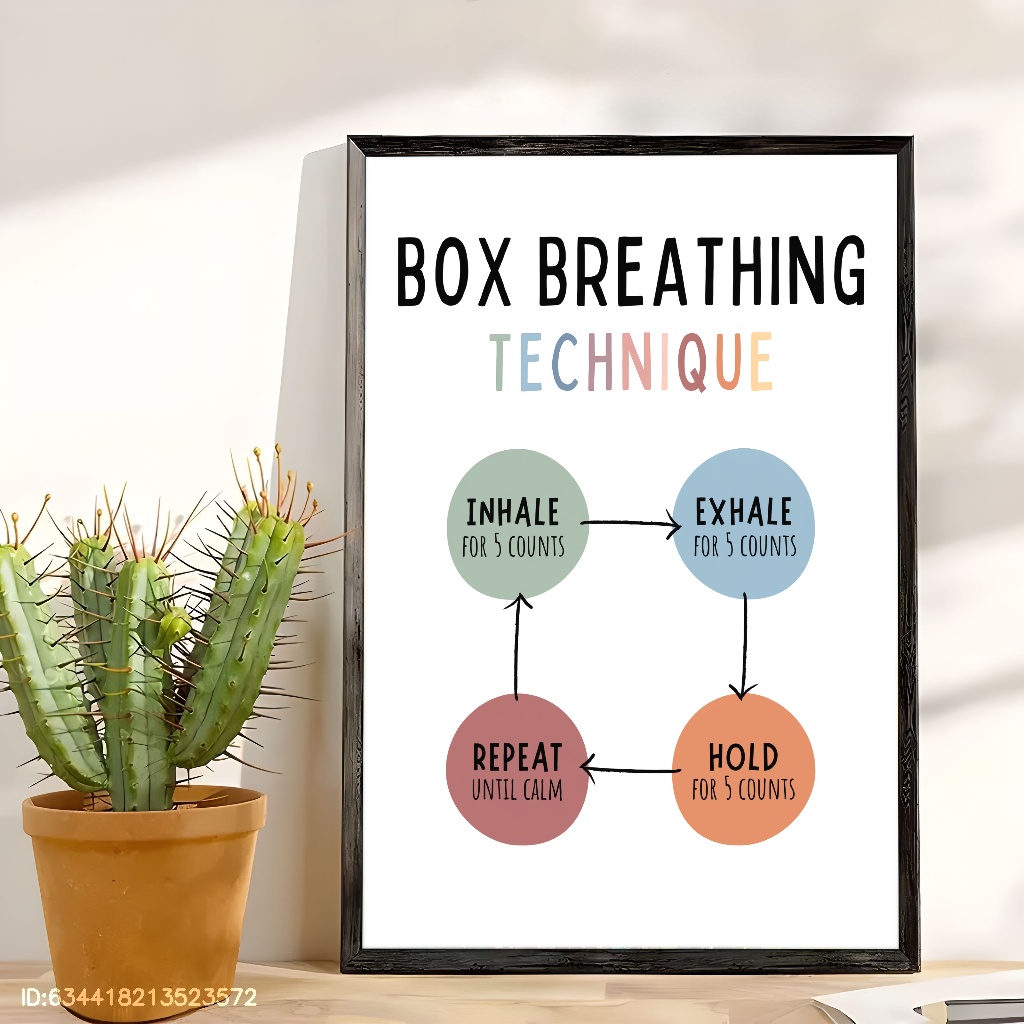 BOX BREATHING
TECHNIQUE
INHALE
FOR 5 COUNTS
EXHALE
FOR 5 COUNTS
REPEAT
UNTIL CALM
HOLD
FOR 5 COUNTS
ID:634418213523572